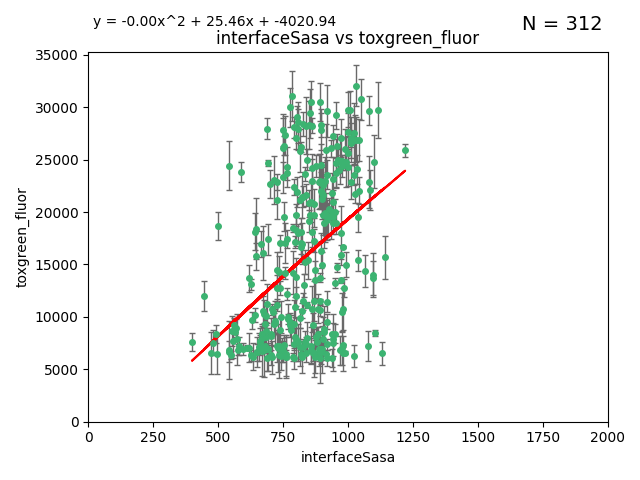 y = -0.00x^2 + 25.46x + -4020.94
N = 312
interfaceSasa vs toxgreen_fluor
35000
30000
25000
20000
15000
10000
5000
0
toxgreen_fluor
0 250 500 750 1000 1250 1500 1750 2000
interfaceSasa